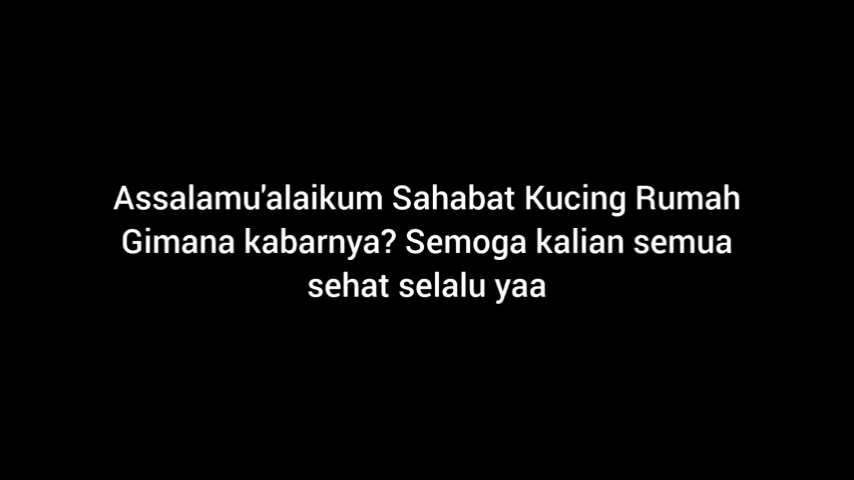 Assalamu'alaikum Sahabat Kucing Rumah
Gimana kabarnya? Semoga kalian semua
sehat selalu yaa